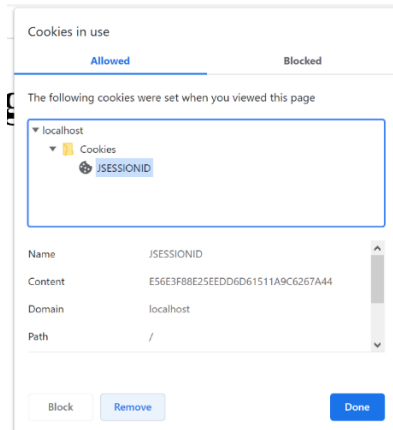 Cookies in use
Allowed Blocked
The following cookies were set when you viewed this page
localhost
Cookies
JSESSIONID
Name JSESSIONID
Content E56E3F88E25EEDD6D61511A9C6267A44
Domain localhost
Path /
Block Remove Done